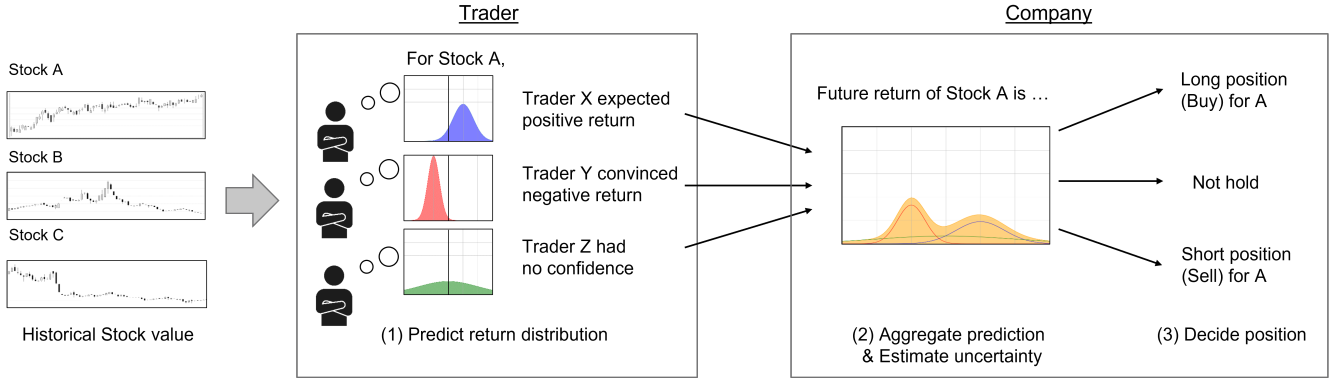 Trader
Company
Stock A
Stock B
Stock C
Historical Stock value
For Stock A,
Trader X expected
positive return
Trader Y convinced
negative return
Trader Z had
no confidence
(1) Predict return distribution
Future return of Stock A is …
(2) Aggregate prediction
& Estimate uncertainty
Long position
(Buy) for A
Not hold
Short position
(Sell) for A
(3) Decide position